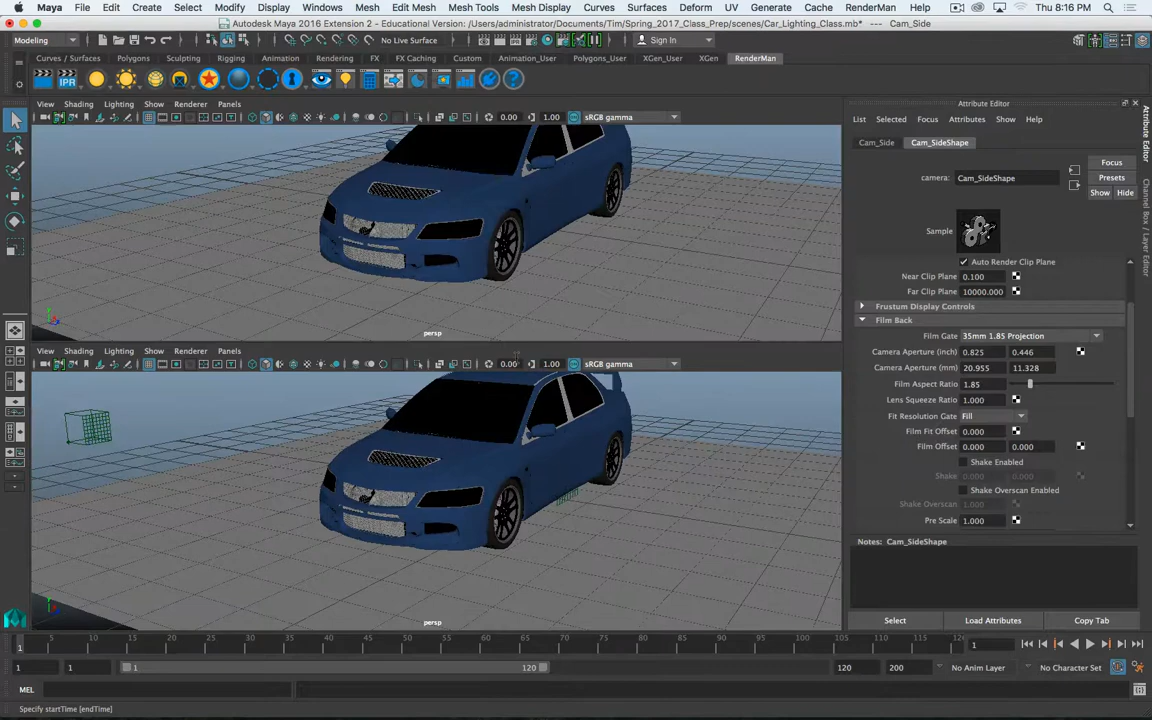 Maya File Edit Create Select Modify Display Windows Mesh Edit Mesh Mesh Tools Mesh Display Curves Surfaces Deform UV Generate Cache RenderMan Thu 8:16 PM
Autodesk Maya 2016 Extension 2 - Educational Version: /Users/administrator/Documents/Tim/Spring_2017_Class_Prep/scenes/Car_Lighting_Class.mb* --- Cam_Side
Modeling No Live Surface Sign In
Curves / Surfaces Polygons Sculpting Rigging Animation Rendering FX FX Caching Custom Animation_User Polygons_User XGen_User XGen RenderMan
IPR
View Shading Lighting Show Renderer Panels
0.00 1.00 sRGB gamma
persp
View Shading Lighting Show Renderer Panels
0.00 1.00 sRGB gamma
persp
Attribute Editor
List Selected Focus Attributes Show Help
Cam_Side Cam_SideShape
Focus
camera: Cam_SideShape Presets
Show Hide
Sample
Auto Render Clip Plane
Near Clip Plane 0.100
Far Clip Plane 10000.000
Frustum Display Controls
Film Back
Film Gate 35mm 1.85 Projection
Camera Aperture (inch) 0.825 0.446
Camera Aperture (mm) 20.955 11.328
Film Aspect Ratio 1.85
Lens Squeeze Ratio 1.000
Fit Resolution Gate Fill
Film Fit Offset 0.000
Film Offset 0.000 0.000
Shake Enabled
Shake 0.000 0.000
Shake Overscan Enabled
Shake Overscan 1.000
Pre Scale 1.000
Notes: Cam_SideShape
Select Load Attributes Copy Tab
Attribute Editor
Channel Box / Layer Editor
1 5 10 15 20 25 30 35 40 45 50 55 60 65 70 75 80 85 90 95 100 105 110 115 12 1
1 1 1 120 120 200 No Anim Layer No Character Set
MEL
Specify startTime [endTime]